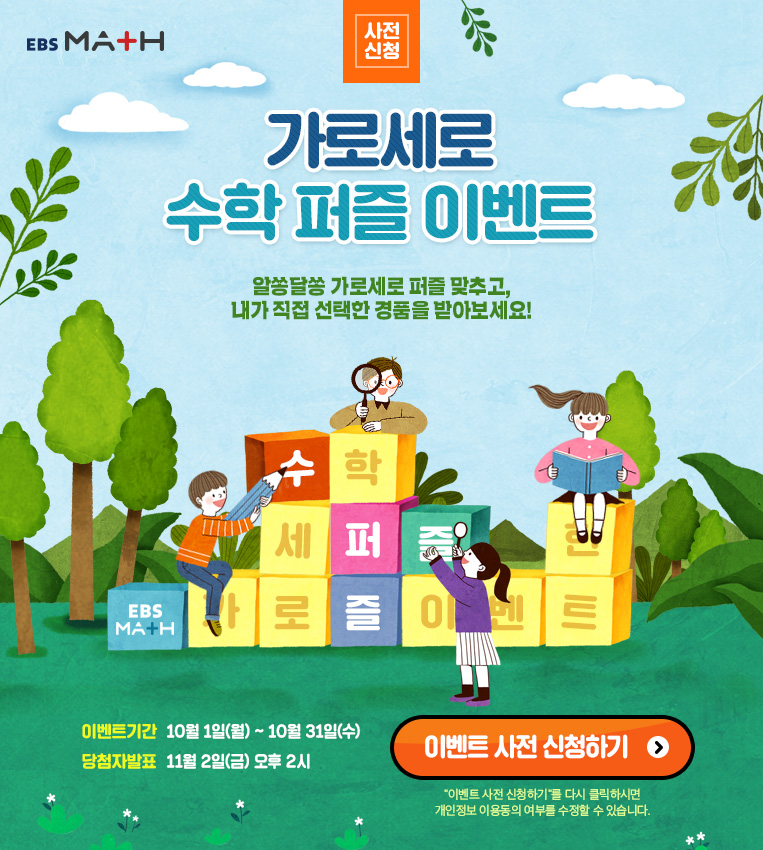 EBS MATH
사전
신청
가로세로
수학 퍼즐 이벤트
알쏭달쏭 가로세로 퍼즐 맞추고,
내가 직접 선택한 경품을 받아보세요!
수 학
세 퍼 즐 한
EBS
MATH
가 로 즐 이 벤 트
이벤트기간 10월 1일(월) ~ 10월 31일(수)
당첨자발표 11월 2일(금) 오후 2시
이벤트 사전 신청하기
"이벤트 사전 신청하기"를 다시 클릭하시면
개인정보 이용동의 여부를 수정할 수 있습니다.